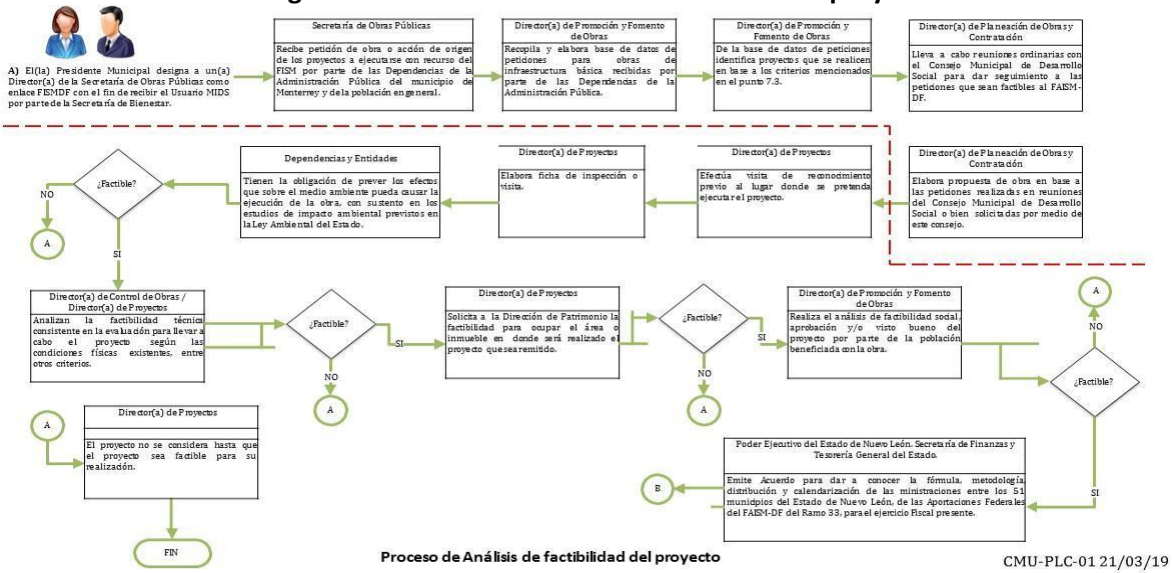 A) El(la) Presidente Municipal designa a un(a)
Director(a) de la Secretaría de Obras Públicas como
enlace FISMDF con el fin de recibir el Usuario MIDS
por parte de la Secretaría de Bienestar.
Secretaría de Obras Públicas
Recibe petición de obra o acción de origen
de los proyectos a ejecutarse con recurso del
FISM por parte de las Dependencias de la
Administración Pública del municipio de
Monterrey y de la población en general.
Director(a) de Promoción y Fomento
de Obras
Recopila y elabora base de datos de
peticiones para obras de
infraestructura básica recibidas por
parte de las Dependencias de la
Administración Pública.
Director(a) de Promoción y
Fomento de Obras
De la base de datos de peticiones
identifica proyectos que se realicen
en base a los criterios mencionados
en el punto 7.3.
Director(a) de Planeación de Obras y
Contratación
Lleva a cabo reuniones ordinarias con
el Consejo Municipal de Desarrollo
Social para dar seguimiento a las
peticiones que sean factibles al FAISM-
DF.
Director(a) de Planeación de Obras y
Contratación
Elabora propuesta de obra en base a
las peticiones realizadas en reuniones
del Consejo Municipal de Desarrollo
Social o bien solicitadas por medio de
este consejo.
Director(a) de Proyectos
Efectúa visita de reconocimiento
previo al lugar donde se pretenda
ejecutar el proyecto.
Director(a) de Proyectos
Elabora ficha de inspección o
visita.
Dependencias y Entidades
Tienen la obligación de prever los efectos
que sobre el medio ambiente pueda causar la
ejecución de la obra, con sustento en los
estudios de impacto ambiental previstos en
la Ley Ambiental del Estado.
¿Factible?
NO
A
SI
Director(a) de Control de Obras /
Director(a) de Proyectos
Analizan la factibilidad técnica
consistente en la evaluación para llevar a
cabo el proyecto según las
condiciones físicas existentes, entre
otros criterios.
¿Factible?
SI
NO
A
Director(a) de Proyectos
Solicita a la Dirección de Patrimonio la
factibilidad para ocupar el área o
inmueble en donde será realizado el
proyecto que sea remitido.
¿Factible?
SI
NO
A
Director(a) de Promoción y Fomento
de Obras
Realiza el análisis de factibilidad social,
aprobación y/o visto bueno del
proyecto por parte de la población
beneficiada con la obra.
A
NO
¿Factible?
SI
Poder Ejecutivo del Estado de Nuevo León. Secretaría de Finanzas y
Tesorería General del Estado.
Emite Acuerdo para dar a conocer la fórmula, metodología,
distribución y calendarización de las ministraciones entre los 51
municipios del Estado de Nuevo León, de las Aportaciones Federales
del FAISM-DF del Ramo 33, para el ejercicio Fiscal presente.
B
A
Director(a) de Proyectos
El proyecto no se considera hasta que
el proyecto sea factible para su
realización.
FIN
Proceso de Análisis de factibilidad del proyecto
CMU-PLC-01 21/03/19